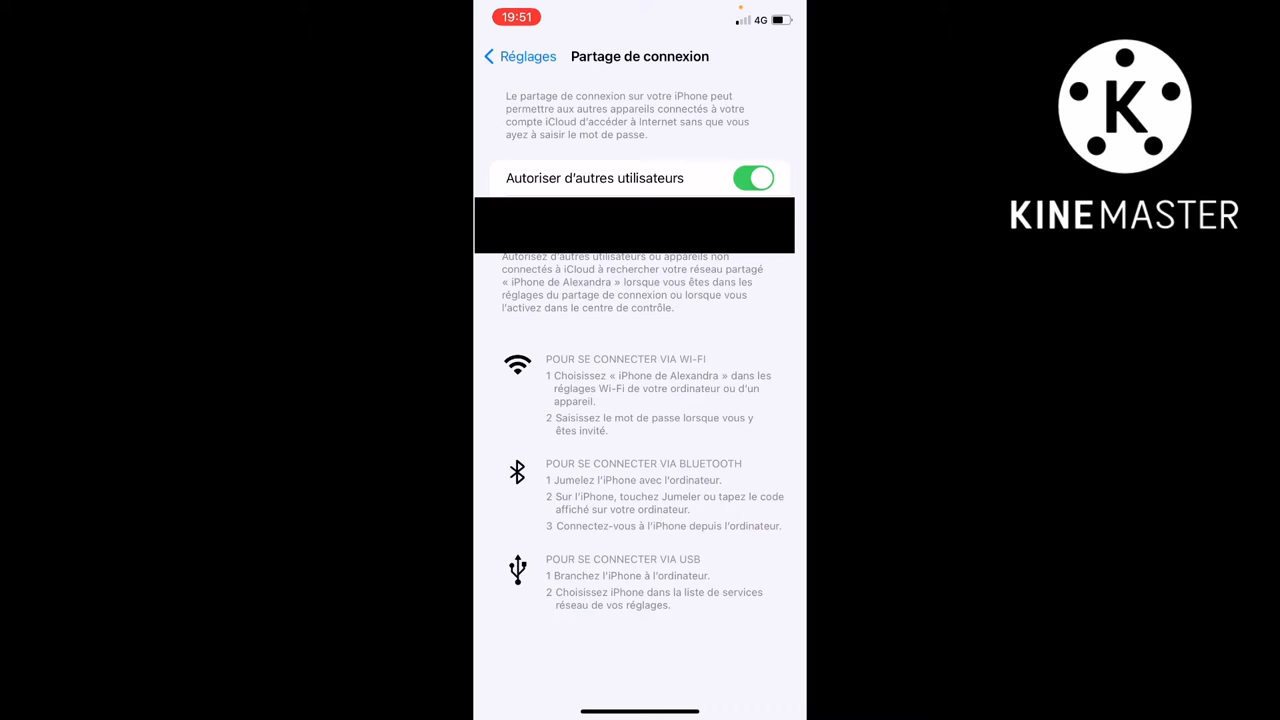 19:51
4G
Réglages
Partage de connexion
Le partage de connexion sur votre iPhone peut
permettre aux autres appareils connectés à votre
compte iCloud d'accéder à Internet sans que vous
ayez à saisir le mot de passe.
Autoriser d'autres utilisateurs
Autorisez d'autres utilisateurs ou appareils non
connectés à iCloud à rechercher votre réseau partagé
« iPhone de Alexandra » lorsque vous êtes dans les
réglages du partage de connexion ou lorsque vous
l'activez dans le centre de contrôle.
POUR SE CONNECTER VIA WI-FI
1 Choisissez « iPhone de Alexandra » dans les
réglages Wi-Fi de votre ordinateur ou d'un
appareil.
2 Saisissez le mot de passe lorsque vous y
êtes invité.
POUR SE CONNECTER VIA BLUETOOTH
1 Jumelez l'iPhone avec l'ordinateur.
2 Sur l'iPhone, touchez Jumeler ou tapez le code
affiché sur votre ordinateur.
3 Connectez-vous à l'iPhone depuis l'ordinateur.
POUR SE CONNECTER VIA USB
1 Branchez l'iPhone à l'ordinateur.
2 Choisissez iPhone dans la liste de services
réseau de vos réglages.
K
KINEMASTER